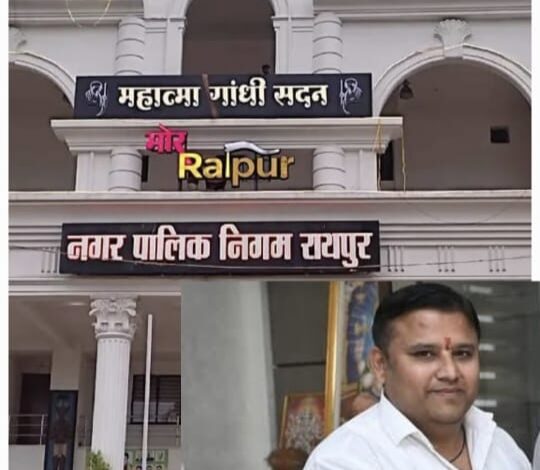 महात्मा गांधी सदन
मोर
Raipur
नगर पालिक निगम रायपुर